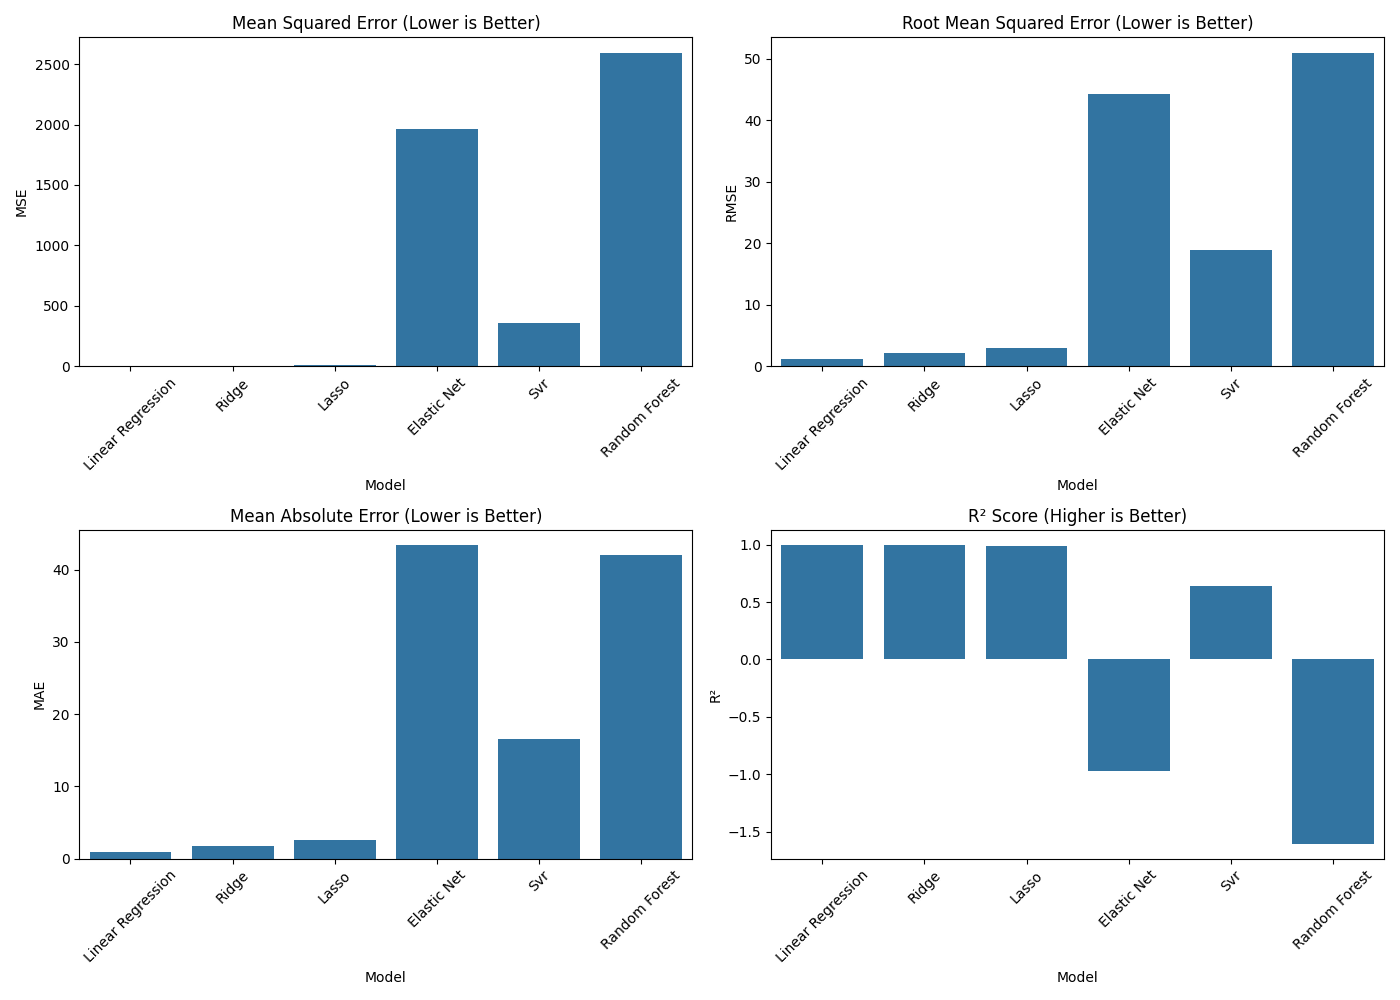 Mean Squared Error (Lower is Better)
MSE
2500
2000
1500
1000
500
0
Linear Regression
Ridge
Lasso
Elastic Net
Svr
Random Forest
Model
Root Mean Squared Error (Lower is Better)
RMSE
50
40
30
20
10
0
Linear Regression
Ridge
Lasso
Elastic Net
Svr
Random Forest
Model
Mean Absolute Error (Lower is Better)
MAE
40
30
20
10
0
Linear Regression
Ridge
Lasso
Elastic Net
Svr
Random Forest
Model
R² Score (Higher is Better)
R²
1.0
0.5
0.0
−0.5
−1.0
−1.5
Linear Regression
Ridge
Lasso
Elastic Net
Svr
Random Forest
Model